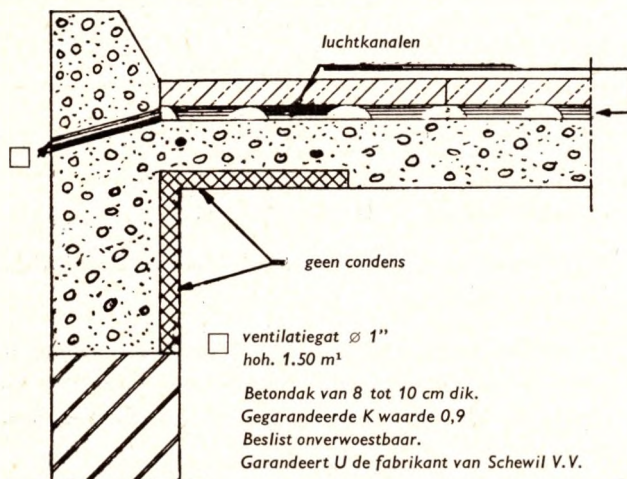 luchtkanalen
geen condens
ventilatiegat ⌀ 1”
hoh. 1.50 m¹
Betondak van 8 tot 10 cm dik.
Gegarandeerde K waarde 0,9
Beslist onverwoestbaar.
Garandeert U de fabrikant van Schewil V.V.